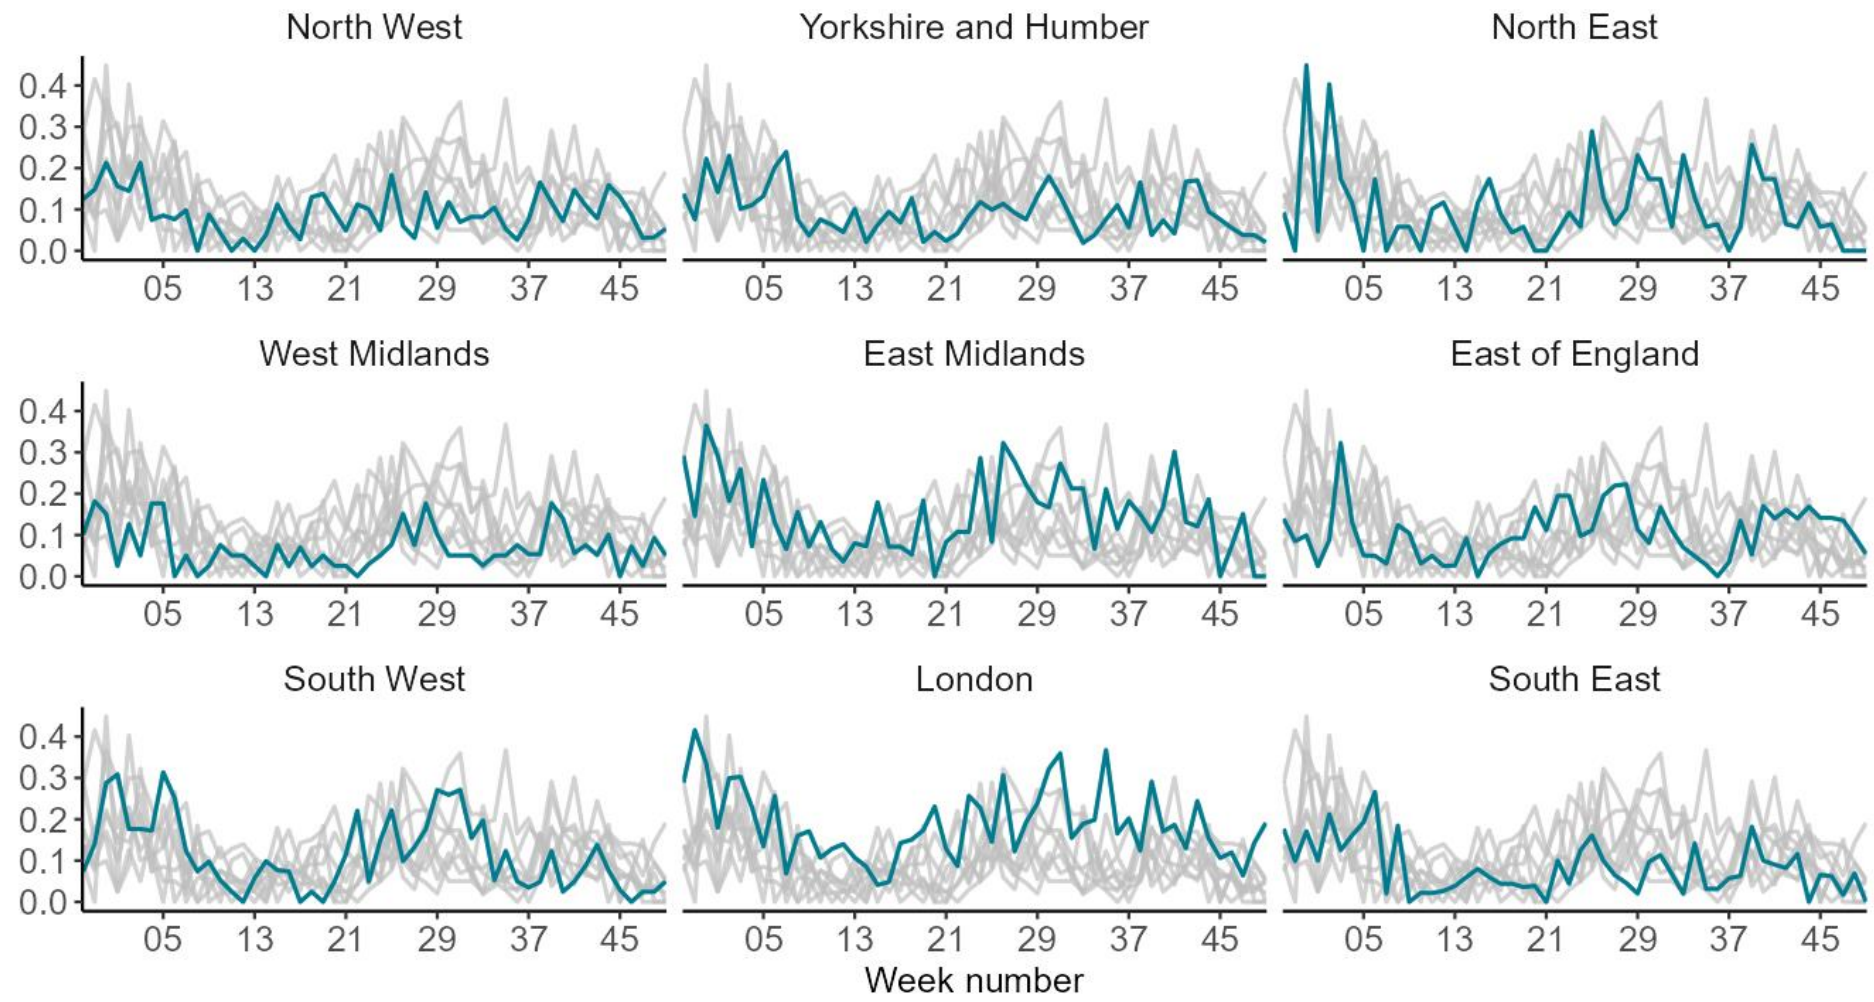 North West Yorkshire and Humber North East
0.4
0.3
0.2
0.1
0.0
05 13 21 29 37 45 05 13 21 29 37 45 05 13 21 29 37 45
West Midlands East Midlands East of England
0.4
0.3
0.2
0.1
0.0
05 13 21 29 37 45 05 13 21 29 37 45 05 13 21 29 37 45
South West London South East
0.4
0.3
0.2
0.1
0.0
05 13 21 29 37 45 05 13 21 29 37 45 05 13 21 29 37 45
Week number